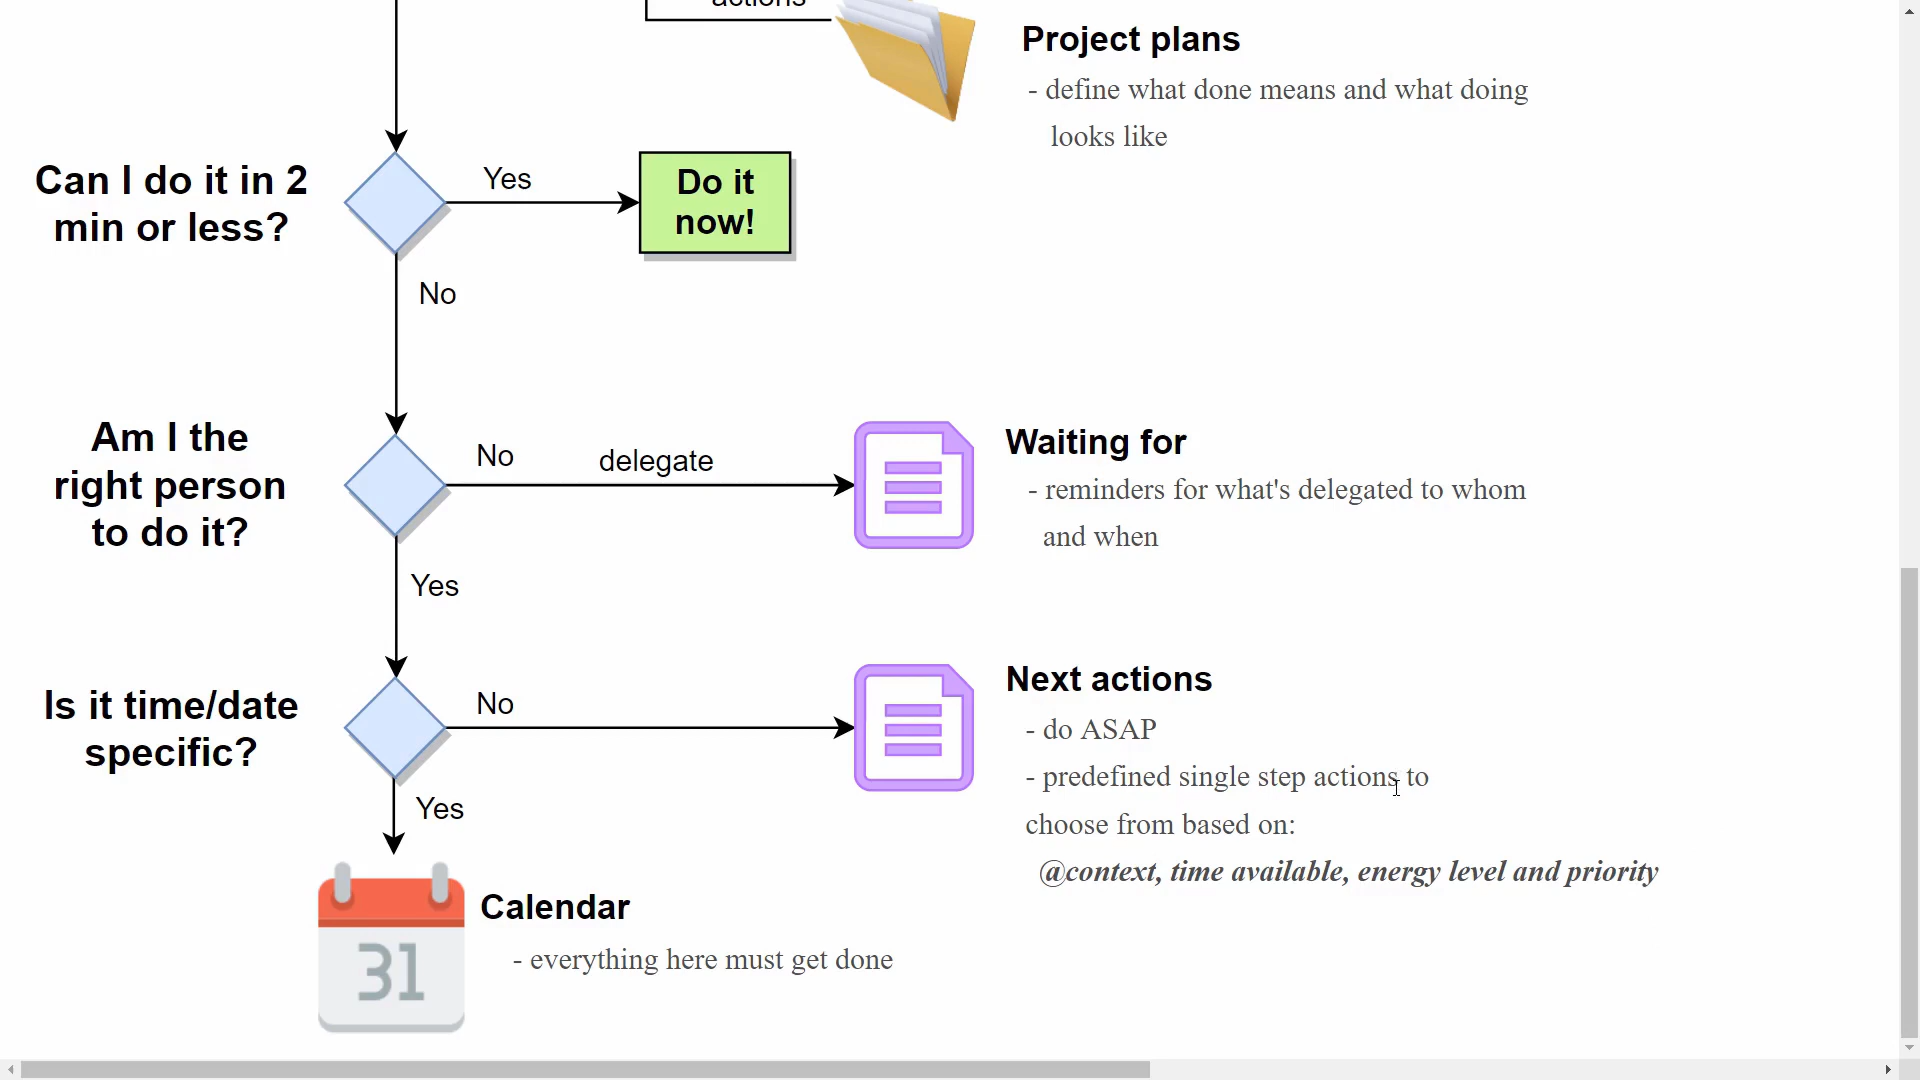 actions
Project plans
- define what done means and what doing
looks like
Can I do it in 2
min or less?
Yes
Do it
now!
No
Am I the
right person
to do it?
No
delegate
Waiting for
- reminders for what's delegated to whom
and when
Yes
Is it time/date
specific?
No
Next actions
- do ASAP
- predefined single step actions to
choose from based on:
@context, time available, energy level and priority
Yes
Calendar
- everything here must get done
31